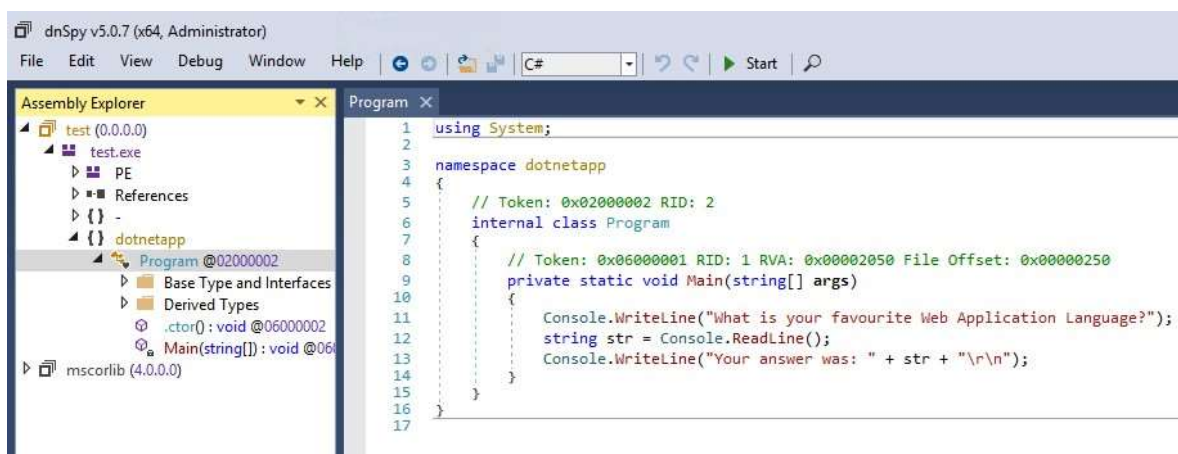 dnSpy v5.0.7 (x64, Administrator)
File Edit View Debug Window Help C# Start
Assembly Explorer
test (0.0.0.0)
test.exe
PE
References
{ } -
{ } dotnetapp
Program @02000002
Base Type and Interfaces
Derived Types
.ctor() : void @06000002
Main(string[]) : void @06
mscorlib (4.0.0.0)
Program
1 using System;
2
3 namespace dotnetapp
4 {
5 // Token: 0x02000002 RID: 2
6 internal class Program
7 {
8 // Token: 0x06000001 RID: 1 RVA: 0x00002050 File Offset: 0x00000250
9 private static void Main(string[] args)
10 {
11 Console.WriteLine("What is your favourite Web Application Language?");
12 string str = Console.ReadLine();
13 Console.WriteLine("Your answer was: " + str + "\r\n");
14 }
15 }
16 }
17